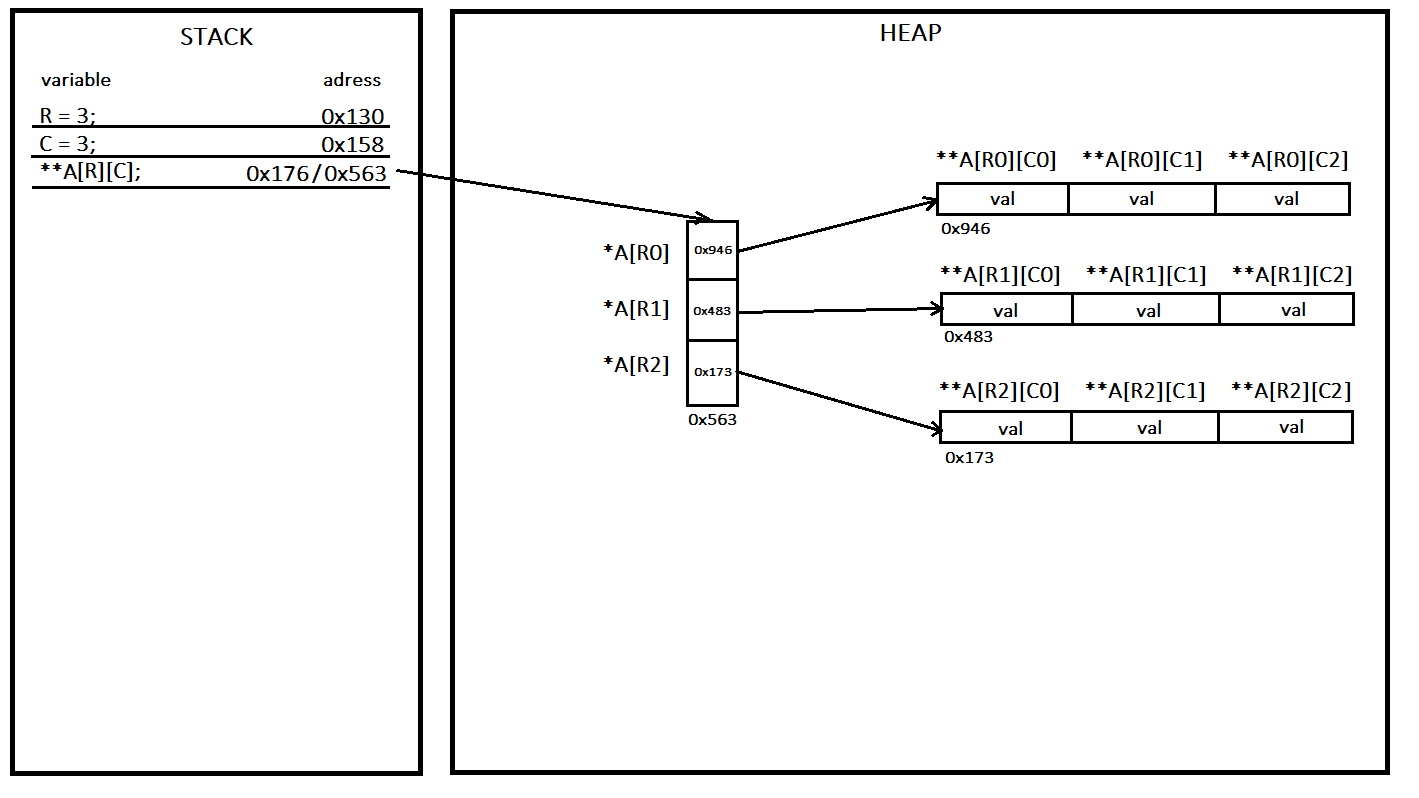 STACK
variable adress
R = 3; 0x130
C = 3; 0x158
**A[R][C]; 0x176/0x563
HEAP
**A[R0][C0] **A[R0][C1] **A[R0][C2]
val val val
0x946
*A[R0] 0x946
**A[R1][C0] **A[R1][C1] **A[R1][C2]
*A[R1] 0x483
val val val
0x483
*A[R2] 0x173
**A[R2][C0] **A[R2][C1] **A[R2][C2]
0x563
val val val
0x173